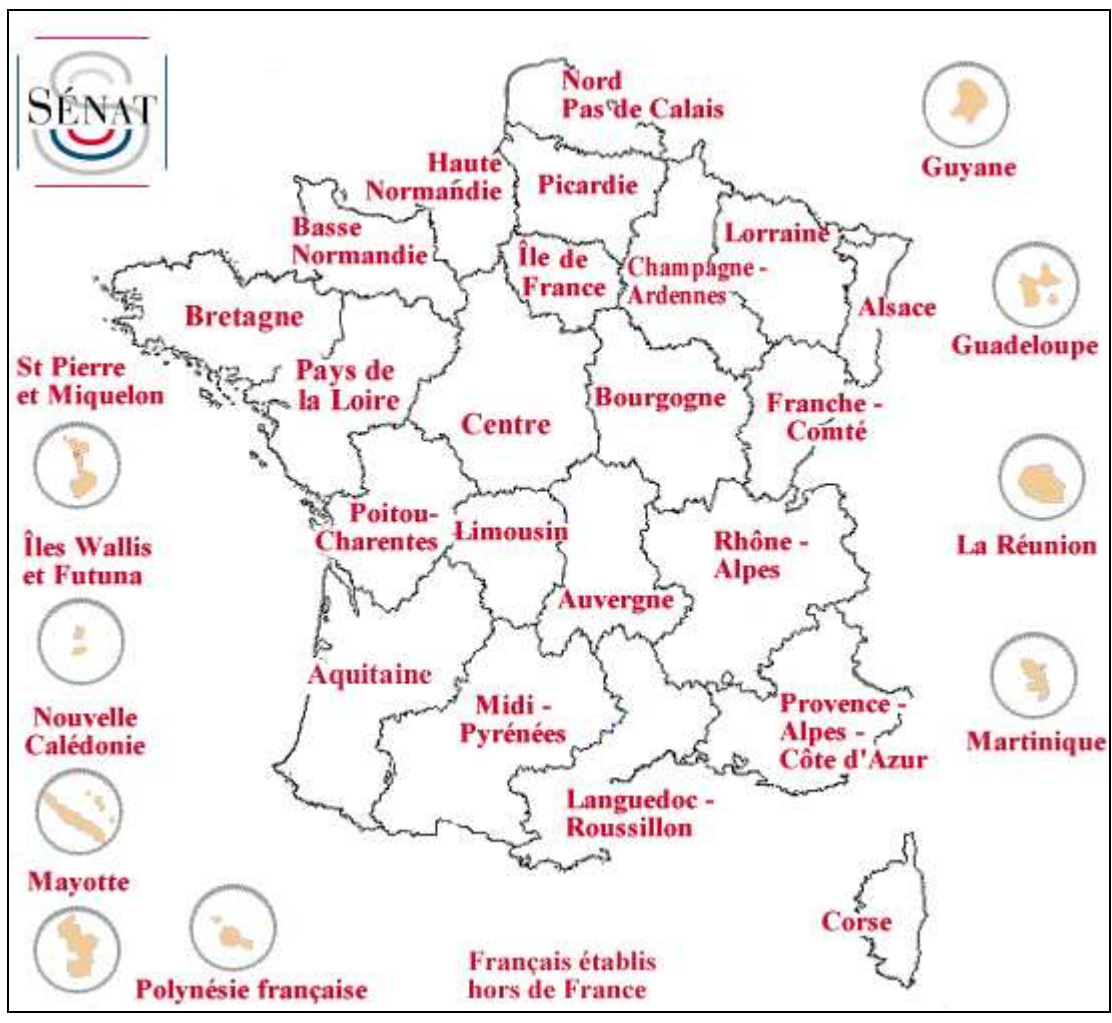 SÉNAT
Nord
Pas de Calais
Guyane
Haute
Normandie
Picardie
Basse
Normandie
Île de
France
Lorraine
Champagne -
Ardennes
Alsace
Bretagne
Guadeloupe
St Pierre
et Miquelon
Pays de
la Loire
Centre
Bourgogne
Franche -
Comté
Poitou-
Charentes
Limousin
Rhône -
Alpes
La Réunion
Îles Wallis
et Futuna
Auvergne
Aquitaine
Midi -
Pyrénées
Provence -
Alpes -
Côte d'Azur
Martinique
Nouvelle
Calédonie
Languedoc -
Roussillon
Mayotte
Corse
Polynésie française
Français établis
hors de France